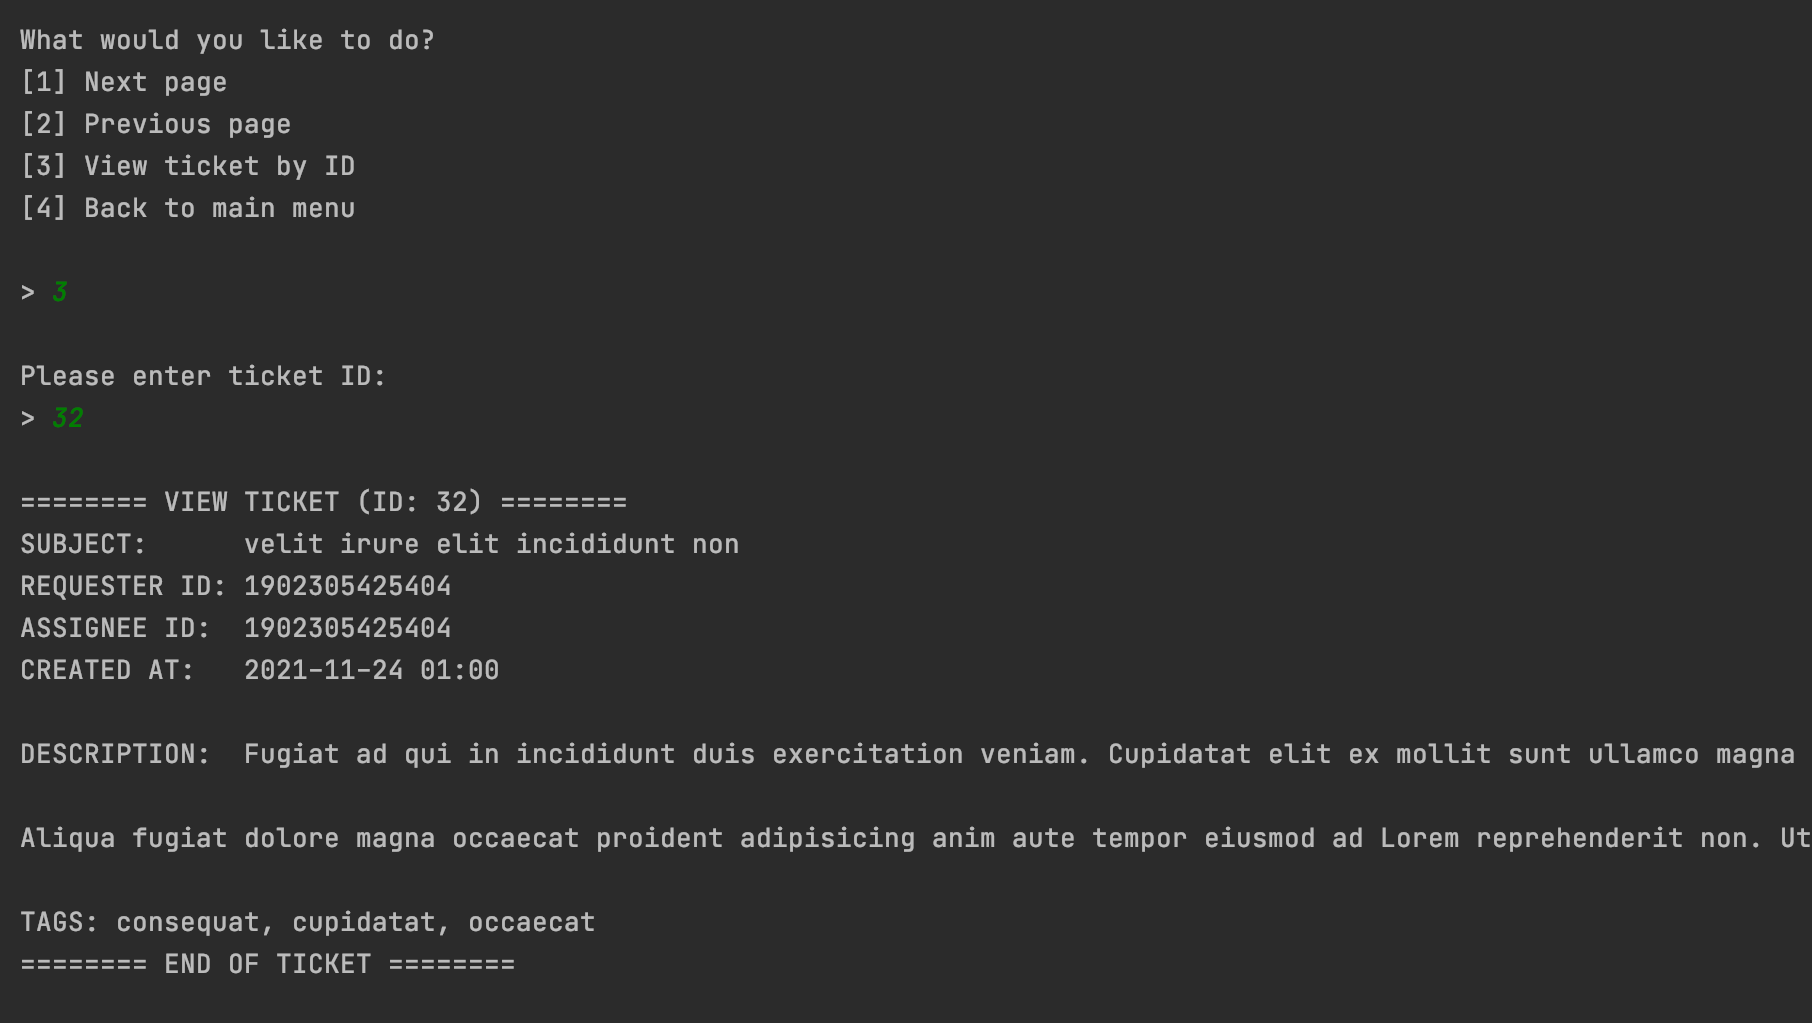 What would you like to do?
[1] Next page
[2] Previous page
[3] View ticket by ID
[4] Back to main menu
> 3
Please enter ticket ID:
> 32
======== VIEW TICKET (ID: 32) ========
SUBJECT:      velit irure elit incididunt non
REQUESTER ID: 1902305425404
ASSIGNEE ID:  1902305425404
CREATED AT:   2021-11-24 01:00
DESCRIPTION:  Fugiat ad qui in incididunt duis exercitation veniam. Cupidatat elit ex mollit sunt ullamco magna
Aliqua fugiat dolore magna occaecat proident adipisicing anim aute tempor eiusmod ad Lorem reprehenderit non. Ut
TAGS: consequat, cupidatat, occaecat
======== END OF TICKET ========